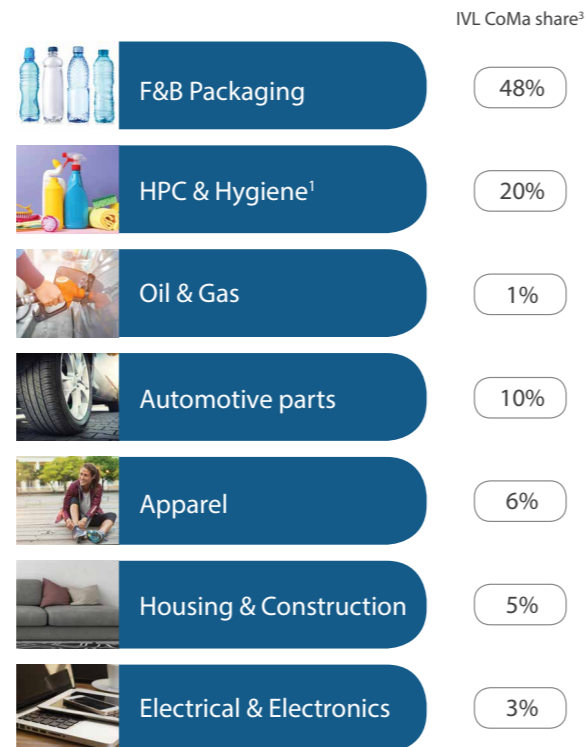 IVL CoMa share³
F&B Packaging 48%
HPC & Hygiene¹ 20%
Oil & Gas 1%
Automotive parts 10%
Apparel 6%
Housing & Construction 5%
Electrical & Electronics 3%